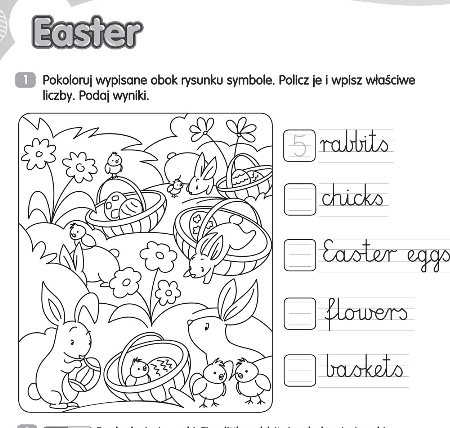 Easter
1 Pokoloruj wypisane obok rysunku symbole. Policz je i wpisz właściwe
liczby. Podaj wyniki.
5 rabbits
chicks
Easter eggs
flowers
baskets